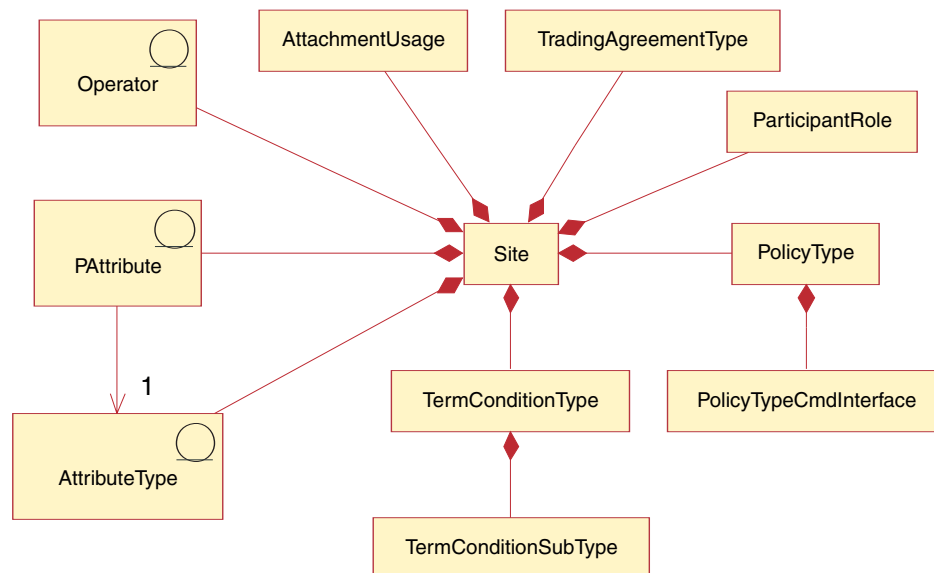 AttachmentUsage
TradingAgreementType
Operator
ParticipantRole
PAttribute
Site
PolicyType
1
TermConditionType
PolicyTypeCmdInterface
AttributeType
TermConditionSubType